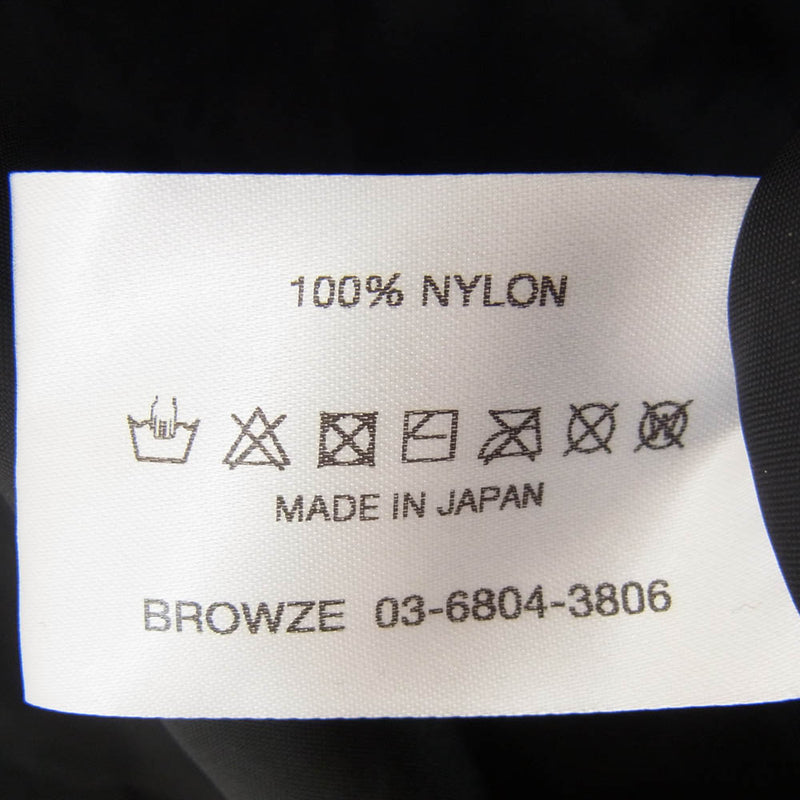 100% NYLON
MADE IN JAPAN
BROWZE 03-6804-3806